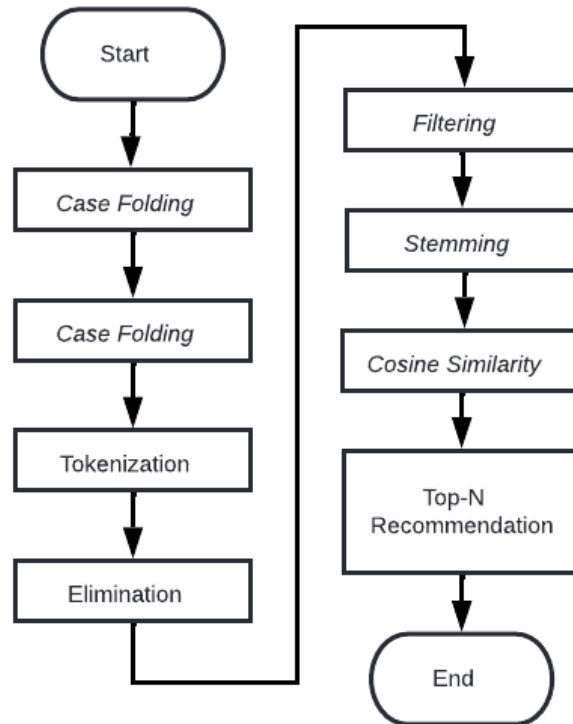 Start
Case Folding
Case Folding
Tokenization
Elimination
Filtering
Stemming
Cosine Similarity
Top-N
Recommendation
End